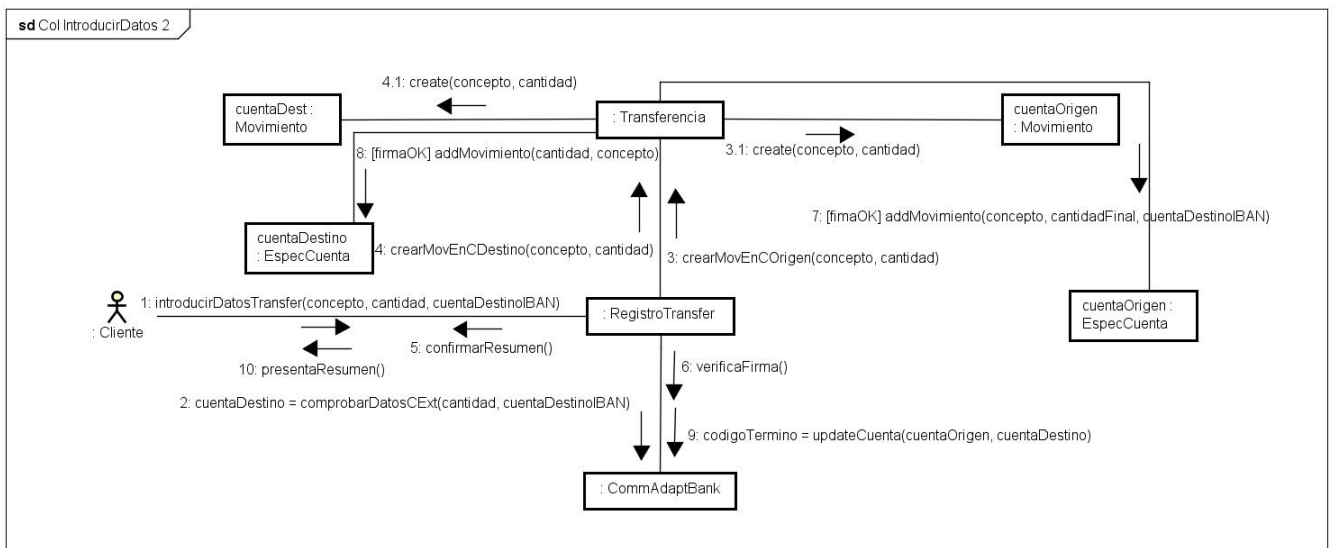 sd Col IntroducirDatos 2
4.1: create(concepto, cantidad)
cuentaDest :
Movimiento
: Transferencia
cuentaOrigen
: Movimiento
8: [firmaOK] addMovimiento(cantidad, concepto)
3.1: create(concepto, cantidad)
7: [fimaOK] addMovimiento(concepto, cantidadFinal, cuentaDestinoIBAN)
cuentaDestino
: EspecCuenta
4: crearMovEnCDestino(concepto, cantidad)
3: crearMovEnCOrigen(concepto, cantidad)
1: introducirDatosTransfer(concepto, cantidad, cuentaDestinoIBAN)
: Cliente
: RegistroTransfer
cuentaOrigen :
EspecCuenta
5: confirmarResumen()
10: presentaResumen()
6: verificaFirma()
2: cuentaDestino = comprobarDatosCExt(cantidad, cuentaDestinoIBAN)
9: codigoTermino = updateCuenta(cuentaOrigen, cuentaDestino)
: CommAdaptBank